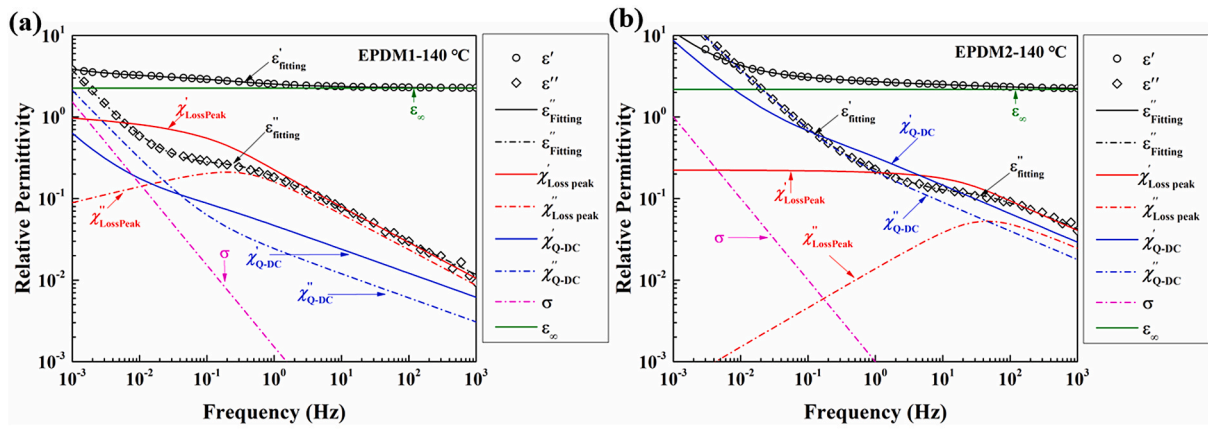 (a)
EPDM1-140 °C
Relative Permittivity
10¹
10⁰
10⁻¹
10⁻²
10⁻³
ε'fitting
ε∞
χ'LossPeak
ε''fitting
χ''LossPeak
σ
χ'Q-DC
χ''Q-DC
10⁻³ 10⁻² 10⁻¹ 10⁰ 10¹ 10² 10³
Frequency (Hz)
ε'
ε''
ε''Fitting
ε''Fitting
χ'Loss peak
χ''Loss peak
χ'Q-DC
χ''Q-DC
σ
ε∞
(b)
EPDM2-140 °C
Relative Permittivity
10¹
10⁰
10⁻¹
10⁻²
10⁻³
ε∞
ε'fitting
χ'Q-DC
ε''fitting
χ'LossPeak
χ''Q-DC
σ
χ''LossPeak
10⁻³ 10⁻² 10⁻¹ 10⁰ 10¹ 10² 10³
Frequency (Hz)
ε'
ε''
ε''Fitting
ε''Fitting
χ'Loss peak
χ''Loss peak
χ'Q-DC
χ''Q-DC
σ
ε∞